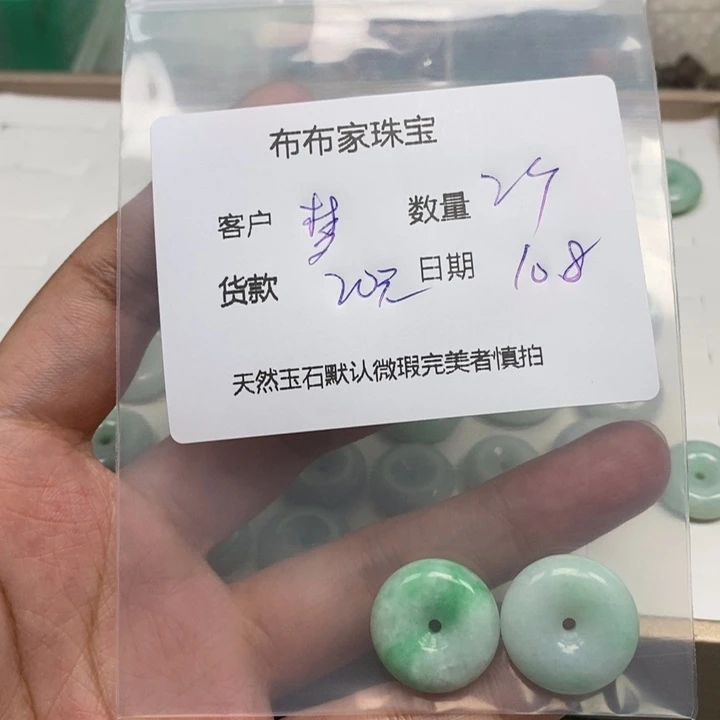 布布家珠宝
客户 梦 数量 2个
货款 20元 日期 10.8
天然玉石默认微瑕完美者慎拍